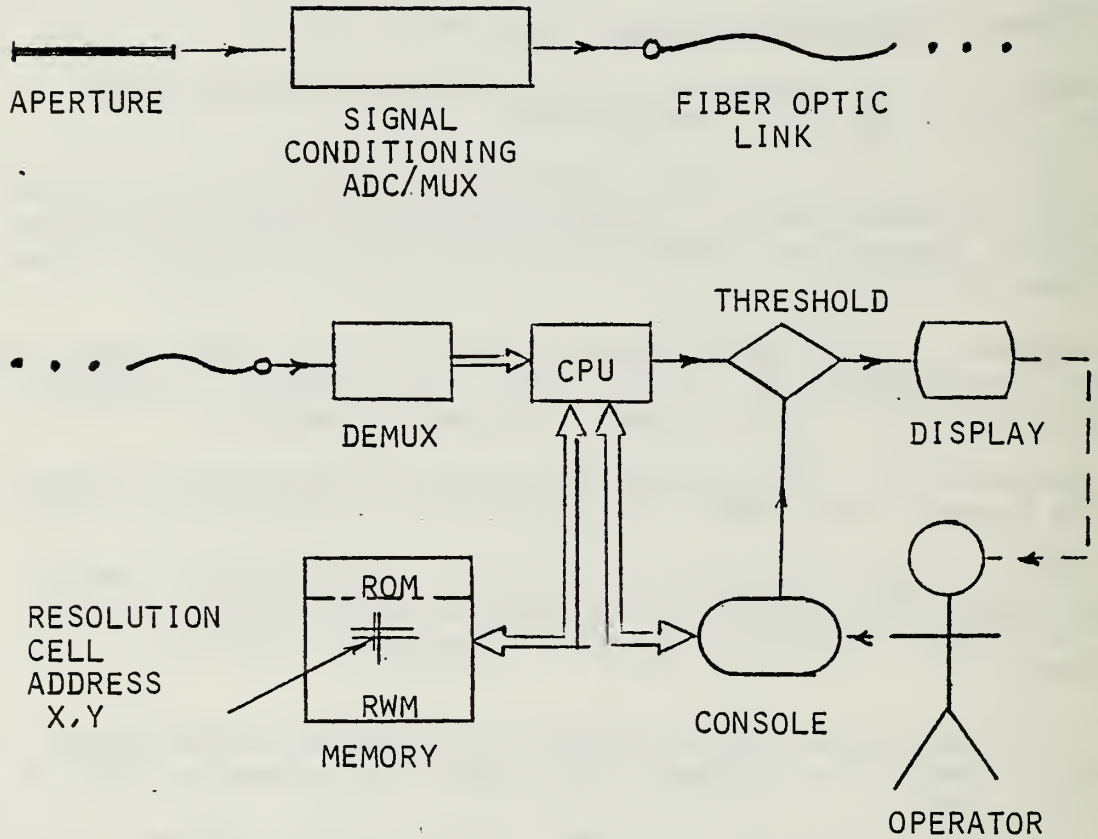 APERTURE
SIGNAL
CONDITIONING
ADC/MUX
FIBER OPTIC
LINK
THRESHOLD
CPU
DEMUX
DISPLAY
ROM
RESOLUTION
CELL
ADDRESS
X,Y
RWM
MEMORY
CONSOLE
OPERATOR